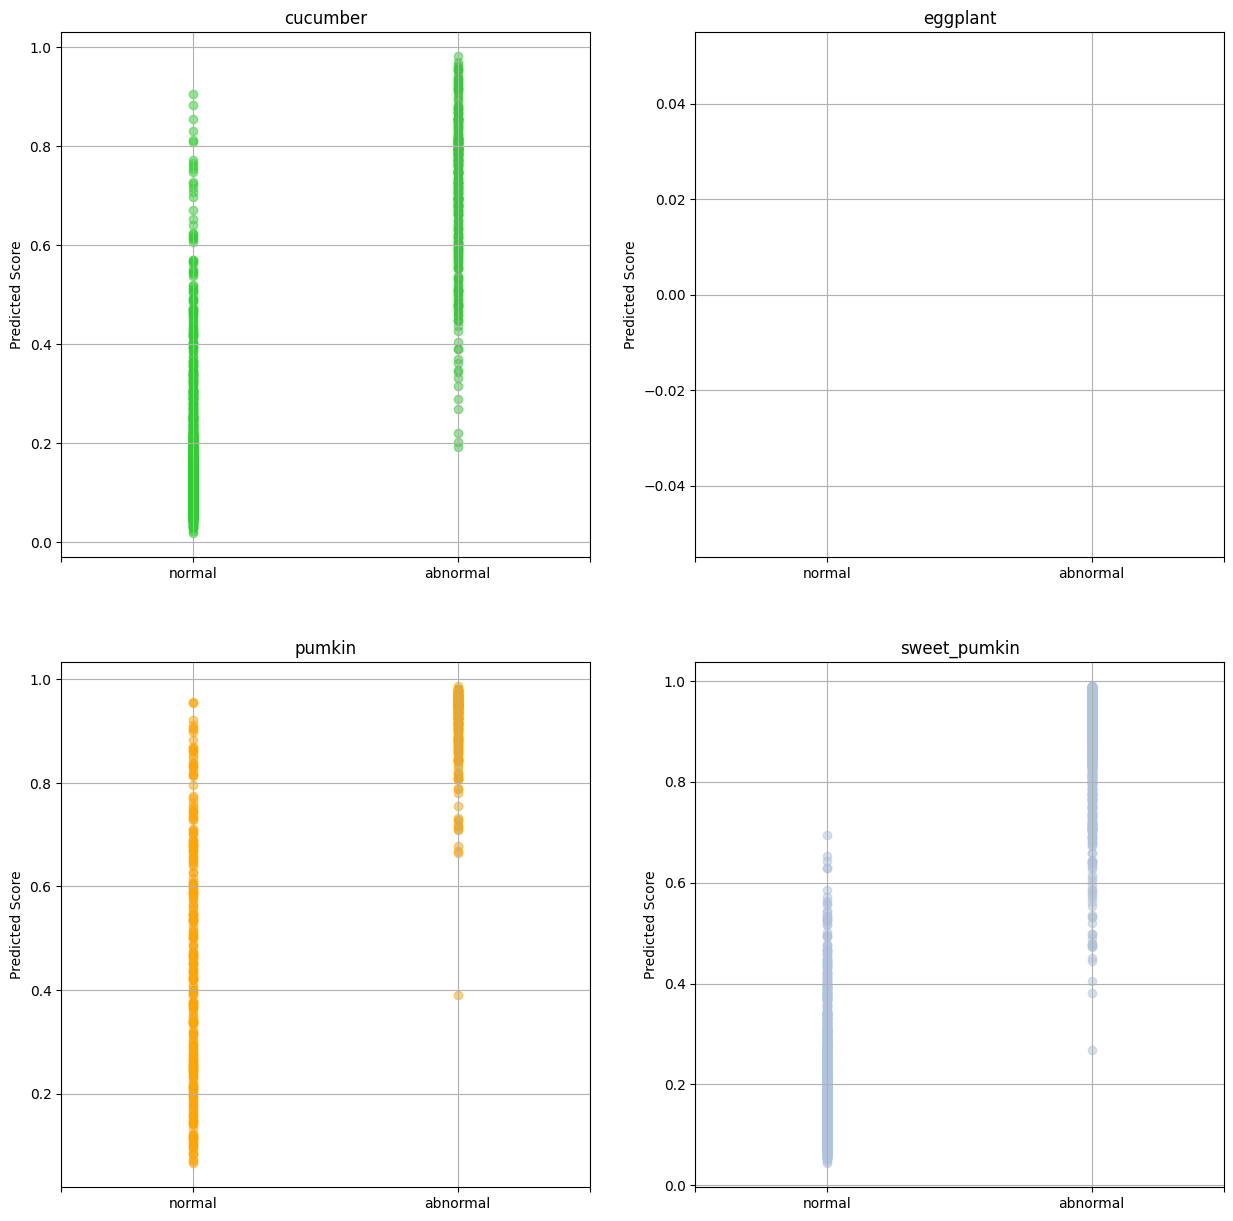 cucumber
1.0
0.8
0.6
0.4
0.2
0.0
Predicted Score
normal abnormal
eggplant
0.04
0.02
0.00
−0.02
−0.04
Predicted Score
normal abnormal
pumkin
1.0
0.8
0.6
0.4
0.2
Predicted Score
normal abnormal
sweet_pumkin
1.0
0.8
0.6
0.4
0.2
0.0
Predicted Score
normal abnormal